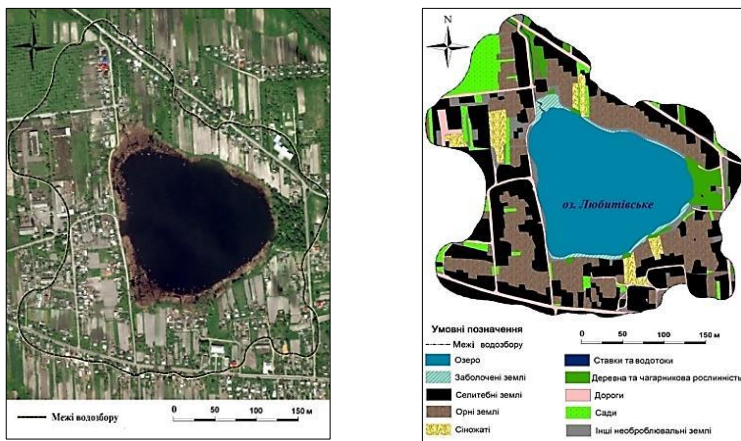 N
Межі водозбору
0 50 100 150 м
N
оз. Любитівське
Умовні позначення
Межі водозбору
Озеро
Заболочені землі
Селитебні землі
Орні землі
Сіножаті
0 50 100 150 м
Ставки та водотоки
Деревна та чагарникова рослинність
Дороги
Сади
Інші необроблювальні землі